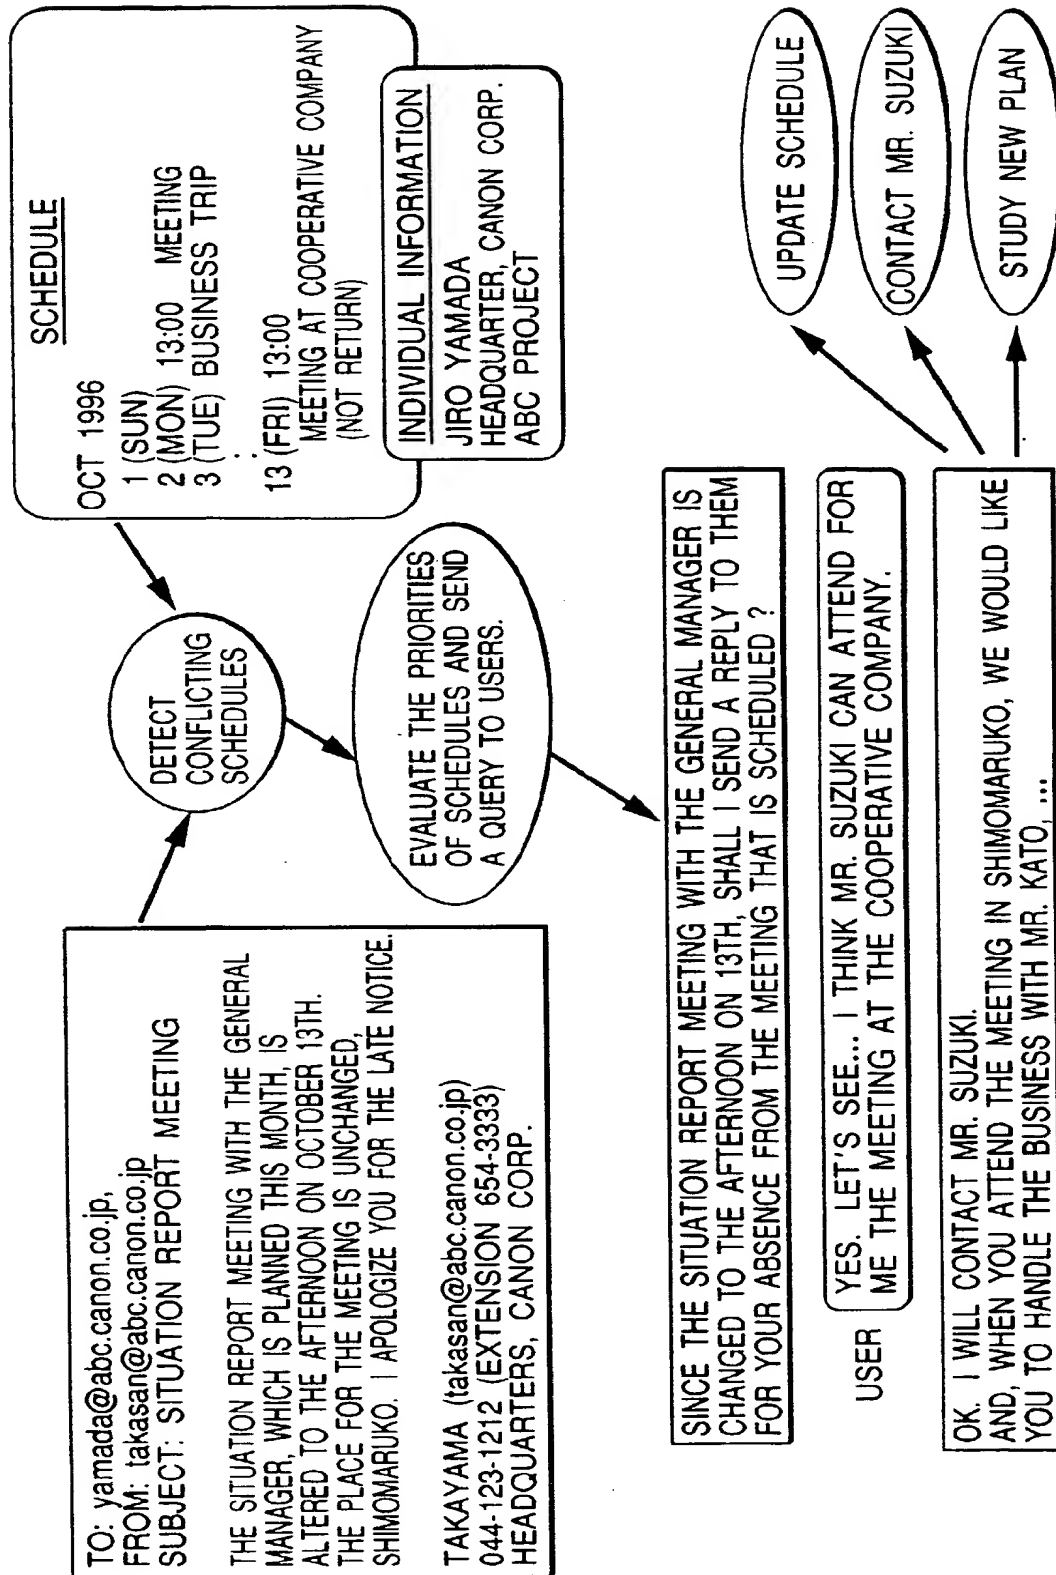 TO: yamada@abc.canon.co.jp,
FROM: takasan@abc.canon.co.jp
SUBJECT: SITUATION REPORT MEETING
THE SITUATION REPORT MEETING WITH THE GENERAL
MANAGER, WHICH IS PLANNED THIS MONTH, IS
ALTERED TO THE AFTERNOON ON OCTOBER 13TH.
THE PLACE FOR THE MEETING IS UNCHANGED,
SHIMOMARUKO. I APOLOGIZE YOU FOR THE LATE NOTICE.
TAKAYAMA (takasan@abc.canon.co.jp)
044-123-1212 (EXTENSION 654-3333)
HEADQUARTERS, CANON CORP.
DETECT
CONFLICTING
SCHEDULES
SCHEDULE
OCT 1996
1 (SUN)
2 (MON) 13:00 MEETING
3 (TUE) BUSINESS TRIP
:
13 (FRI) 13:00
MEETING AT COOPERATIVE COMPANY
(NOT RETURN)
INDIVIDUAL INFORMATION
JIRO YAMADA
HEADQUARTER, CANON CORP.
ABC PROJECT
EVALUATE THE PRIORITIES
OF SCHEDULES AND SEND
A QUERY TO USERS.
SINCE THE SITUATION REPORT MEETING WITH THE GENERAL MANAGER IS
CHANGED TO THE AFTERNOON ON 13TH, SHALL I SEND A REPLY TO THEM
FOR YOUR ABSENCE FROM THE MEETING THAT IS SCHEDULED ?
USER
YES. LET'S SEE... I THINK MR. SUZUKI CAN ATTEND FOR
ME THE MEETING AT THE COOPERATIVE COMPANY.
OK. I WILL CONTACT MR. SUZUKI.
AND, WHEN YOU ATTEND THE MEETING IN SHIMOMARUKO, WE WOULD LIKE
YOU TO HANDLE THE BUSINESS WITH MR. KATO, ...
UPDATE SCHEDULE
CONTACT MR. SUZUKI
STUDY NEW PLAN